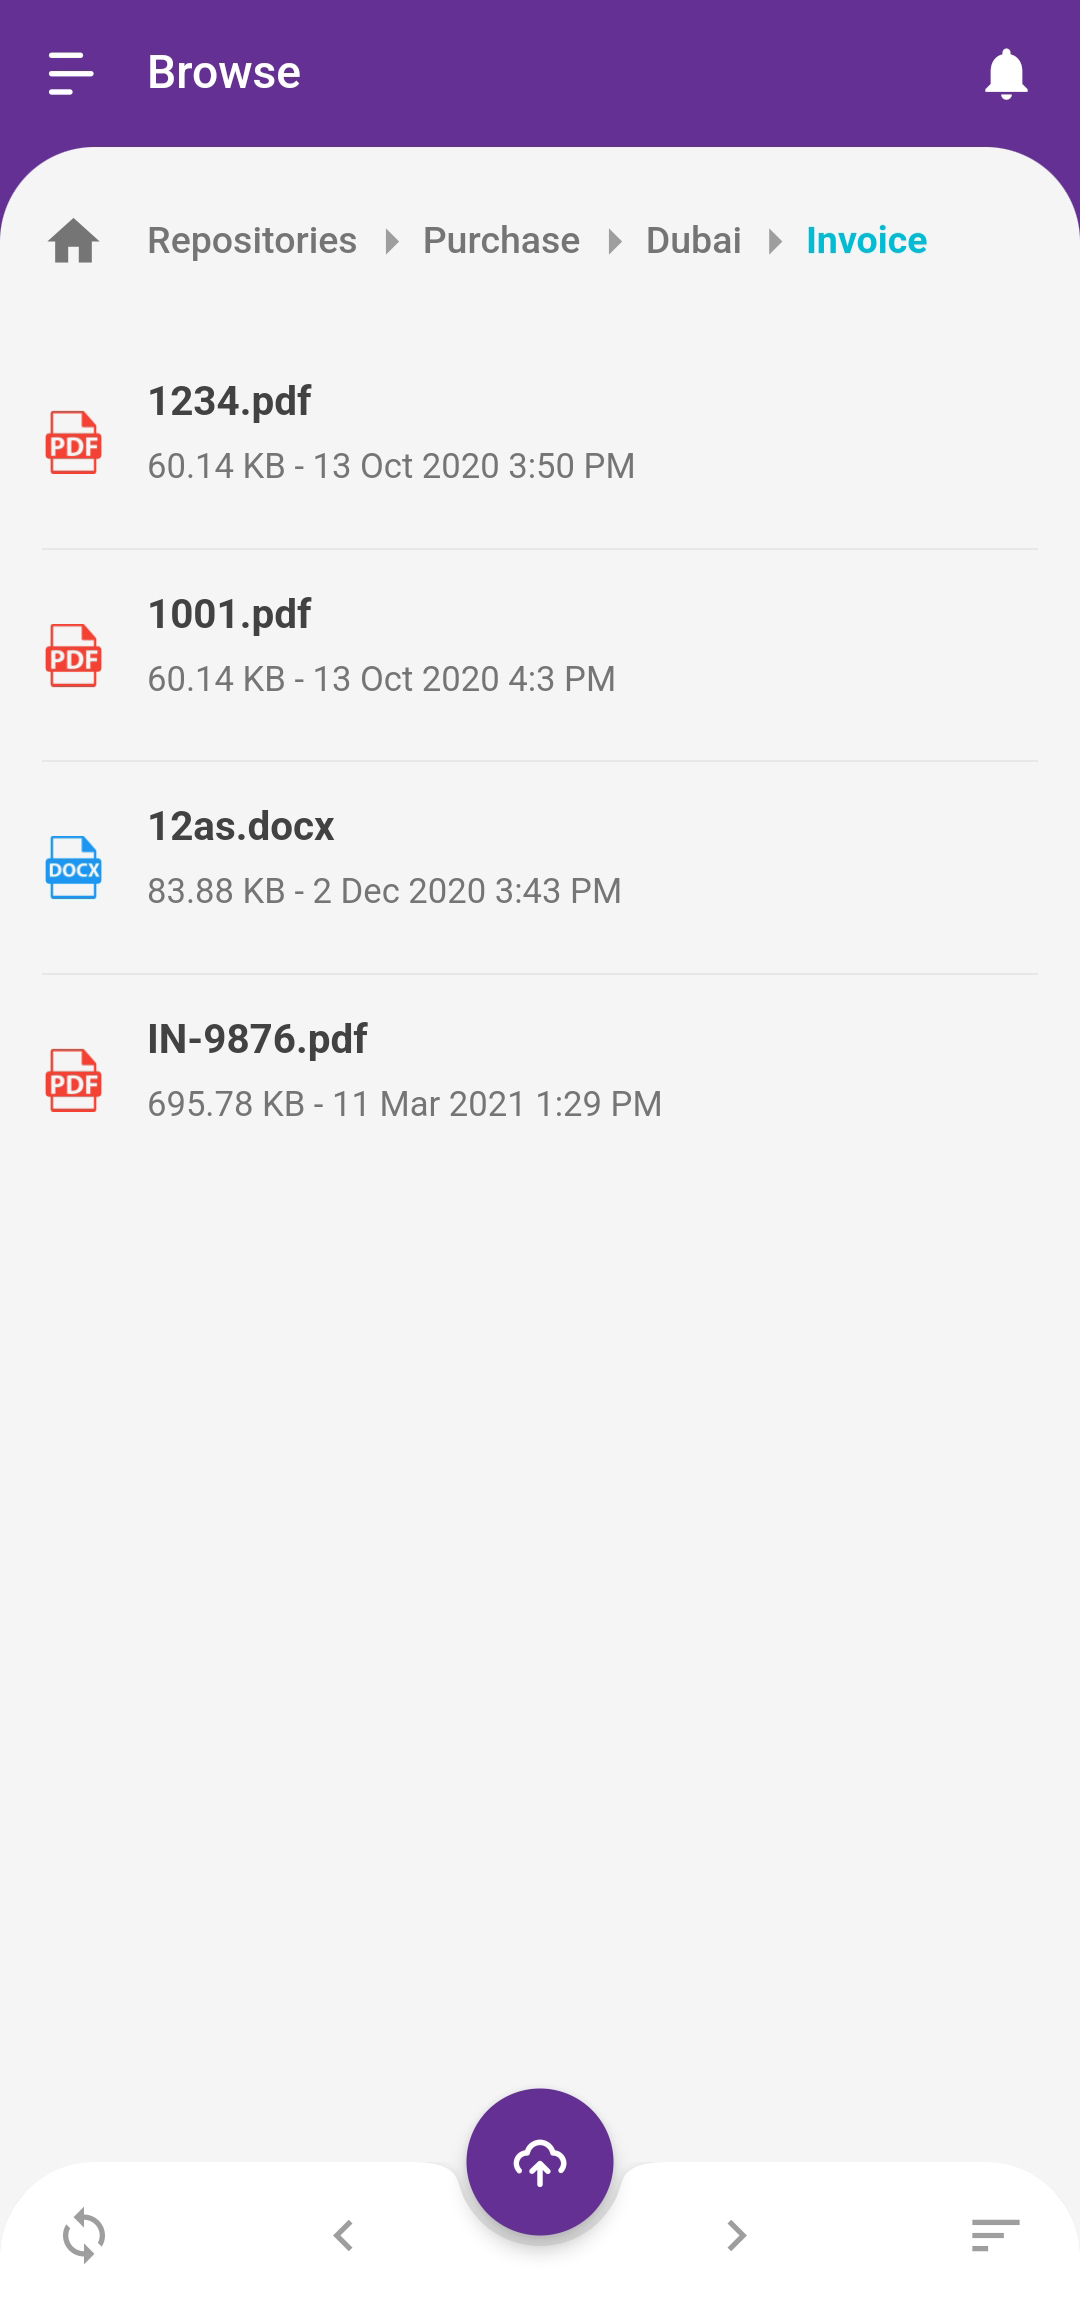 Browse
Repositories Purchase Dubai Invoice
1234.pdf
PDF
60.14 KB - 13 Oct 2020 3:50 PM
1001.pdf
PDF
60.14 KB - 13 Oct 2020 4:3 PM
12as.docx
DOCX
83.88 KB - 2 Dec 2020 3:43 PM
IN-9876.pdf
PDF
695.78 KB - 11 Mar 2021 1:29 PM